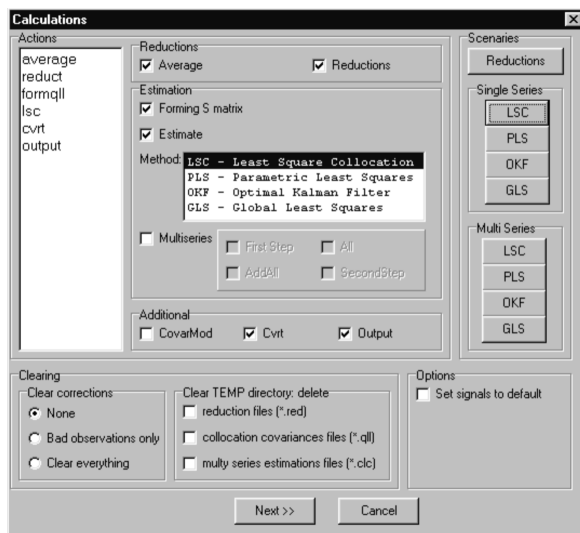 Calculations
Actions
average
reduct
formqll
lsc
cvrt
output
Reductions
Average
Reductions
Estimation
Forming S matrix
Estimate
Method:
LSC - Least Square Collocation
PLS - Parametric Least Squares
OKF - Optimal Kalman Filter
GLS - Global Least Squares
Multiseries
First Step
All
AddAll
SecondStep
Additional
CovarMod
Cvrt
Output
Scenaries
Reductions
Single Series
LSC
PLS
OKF
GLS
Multi Series
LSC
PLS
OKF
GLS
Clearing
Clear corrections
None
Bad observations only
Clear everything
Clear TEMP directory: delete
reduction files (*.red)
collocation covariances files (*.qll)
multy series estimations files (*.clc)
Options
Set signals to default
Next >>
Cancel